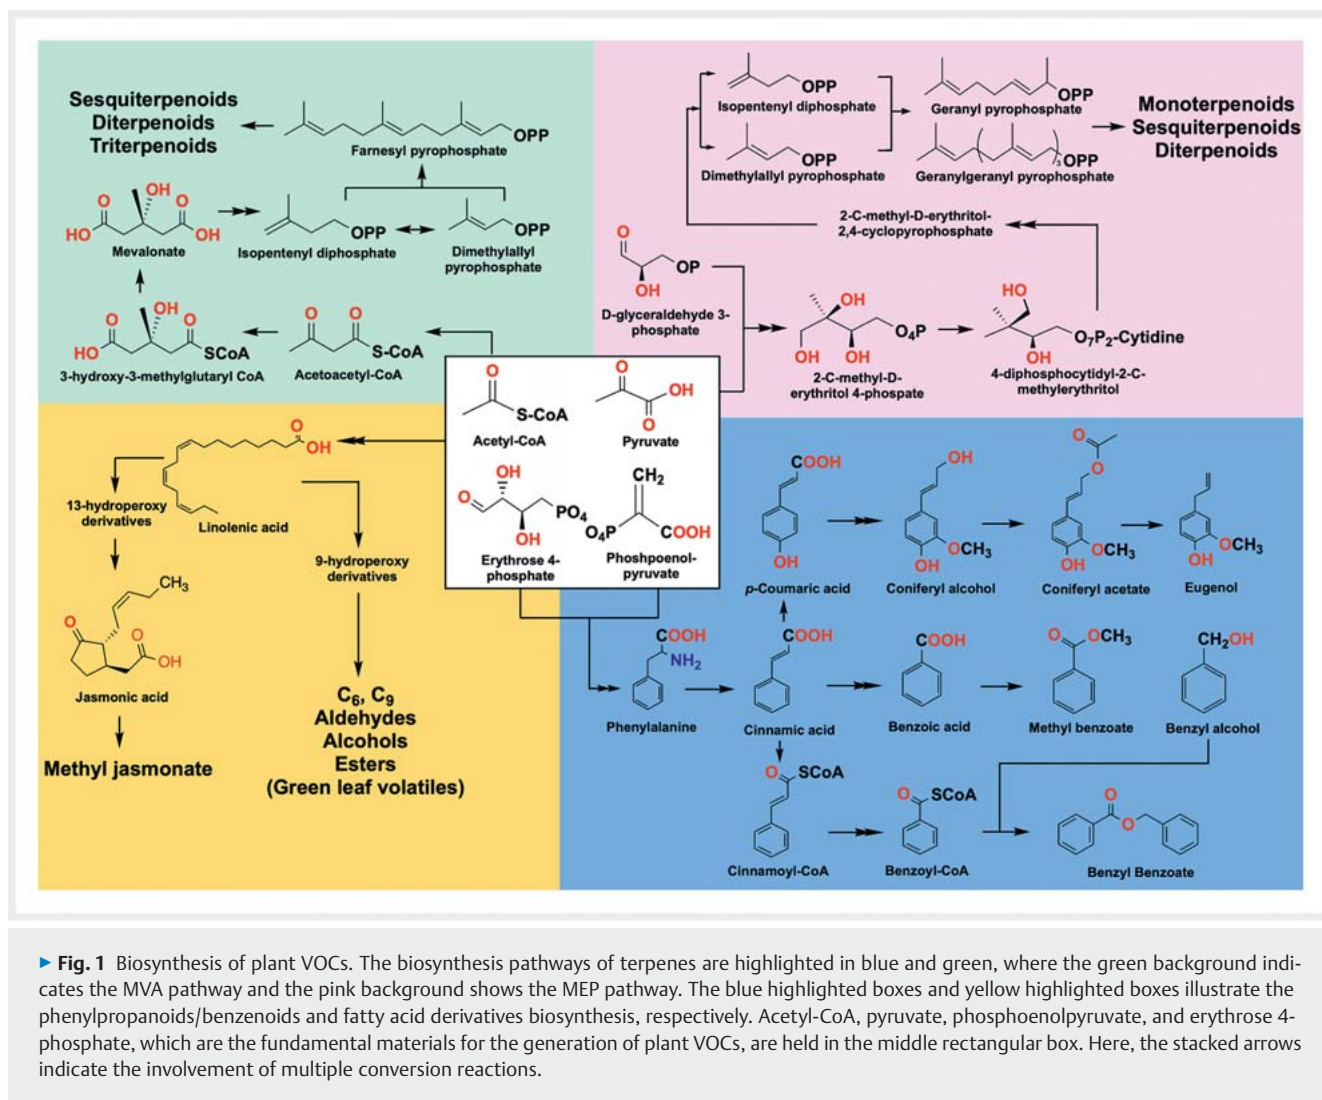 Sesquiterpenoids
Diterpenoids
Triterpenoids
OPP
Farnesyl pyrophosphate
O
OH
O
HO
OH
Mevalonate
OPP
Isopentenyl diphosphate
OPP
Dimethylallyl
pyrophosphate
O
OH
O
HO
SCoA
3-hydroxy-3-methylglutaryl CoA
O
O
S-CoA
Acetoacetyl-CoA
OPP
Isopentenyl diphosphate
OPP
Dimethylallyl pyrophosphate
OPP
Geranyl pyrophosphate
3
OPP
Geranylgeranyl pyrophosphate
Monoterpenoids
Sesquiterpenoids
Diterpenoids
2-C-methyl-D-erythritol-
2,4-cyclopyrophosphate
O
OP
OH
D-glyceraldehyde 3-
phosphate
OH
O4P
OH
OH
2-C-methyl-D-
erythritol 4-phospate
HO
O7P2-Cytidine
OH
4-diphosphocytidyl-2-C-
methylerythritol
O
S-CoA
Acetyl-CoA
O
OH
O
Pyruvate
OH
O
PO4
OH
Erythrose 4-
phosphate
CH2
O4P
COOH
Phoshpoenol-
pyruvate
O
OH
Linolenic acid
13-hydroperoxy
derivatives
9-hydroperoxy
derivatives
CH3
O
O
OH
Jasmonic acid
Methyl jasmonate
C6, C9
Aldehydes
Alcohols
Esters
(Green leaf volatiles)
COOH
OH
p-Coumaric acid
OH
OCH3
OH
Coniferyl alcohol
O
O
OCH3
OH
Coniferyl acetate
OCH3
OH
Eugenol
COOH
NH2
Phenylalanine
COOH
Cinnamic acid
COOH
Benzoic acid
O
OCH3
Methyl benzoate
CH2OH
Benzyl alcohol
O
SCoA
Cinnamoyl-CoA
O
SCoA
Benzoyl-CoA
O
O
Benzyl Benzoate
▶ Fig. 1 Biosynthesis of plant VOCs. The biosynthesis pathways of terpenes are highlighted in blue and green, where the green background indi-
cates the MVA pathway and the pink background shows the MEP pathway. The blue highlighted boxes and yellow highlighted boxes illustrate the
phenylpropanoids/benzenoids and fatty acid derivatives biosynthesis, respectively. Acetyl-CoA, pyruvate, phosphoenolpyruvate, and erythrose 4-
phosphate, which are the fundamental materials for the generation of plant VOCs, are held in the middle rectangular box. Here, the stacked arrows
indicate the involvement of multiple conversion reactions.